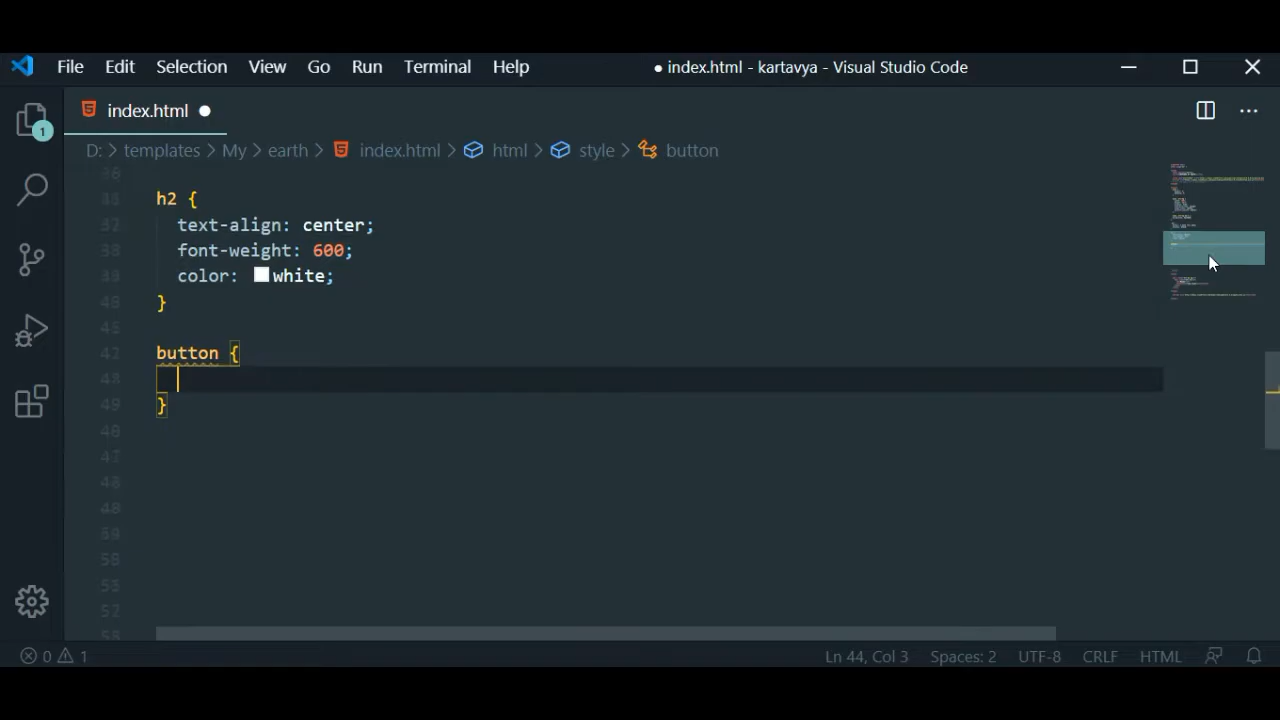 File Edit Selection View Go Run Terminal Help ● index.html - kartavya - Visual Studio Code
index.html ●
1
D: > templates > My > earth > index.html > html > style > button
h2 {
text-align: center;
font-weight: 600;
color: white;
}
button {
}
0 1 Ln 44, Col 3 Spaces: 2 UTF-8 CRLF HTML